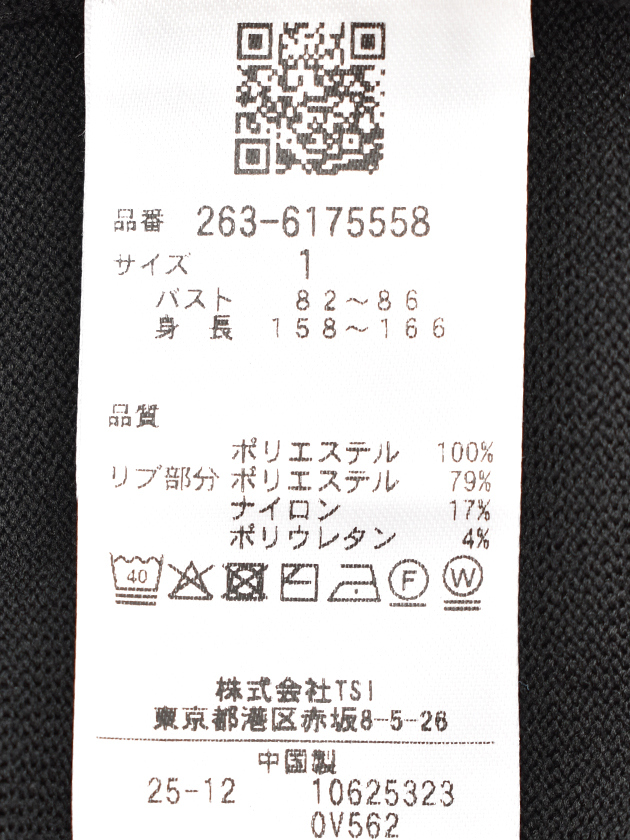 品番 263-6175558
サイズ 1
バスト 82〜86
身長 158〜166
品質
ポリエステル 100%
リブ部分 ポリエステル 79%
ナイロン 17%
ポリウレタン 4%
40 F W
株式会社TSI
東京都港区赤坂8-5-26
中国製
25-12 10625323
0V562